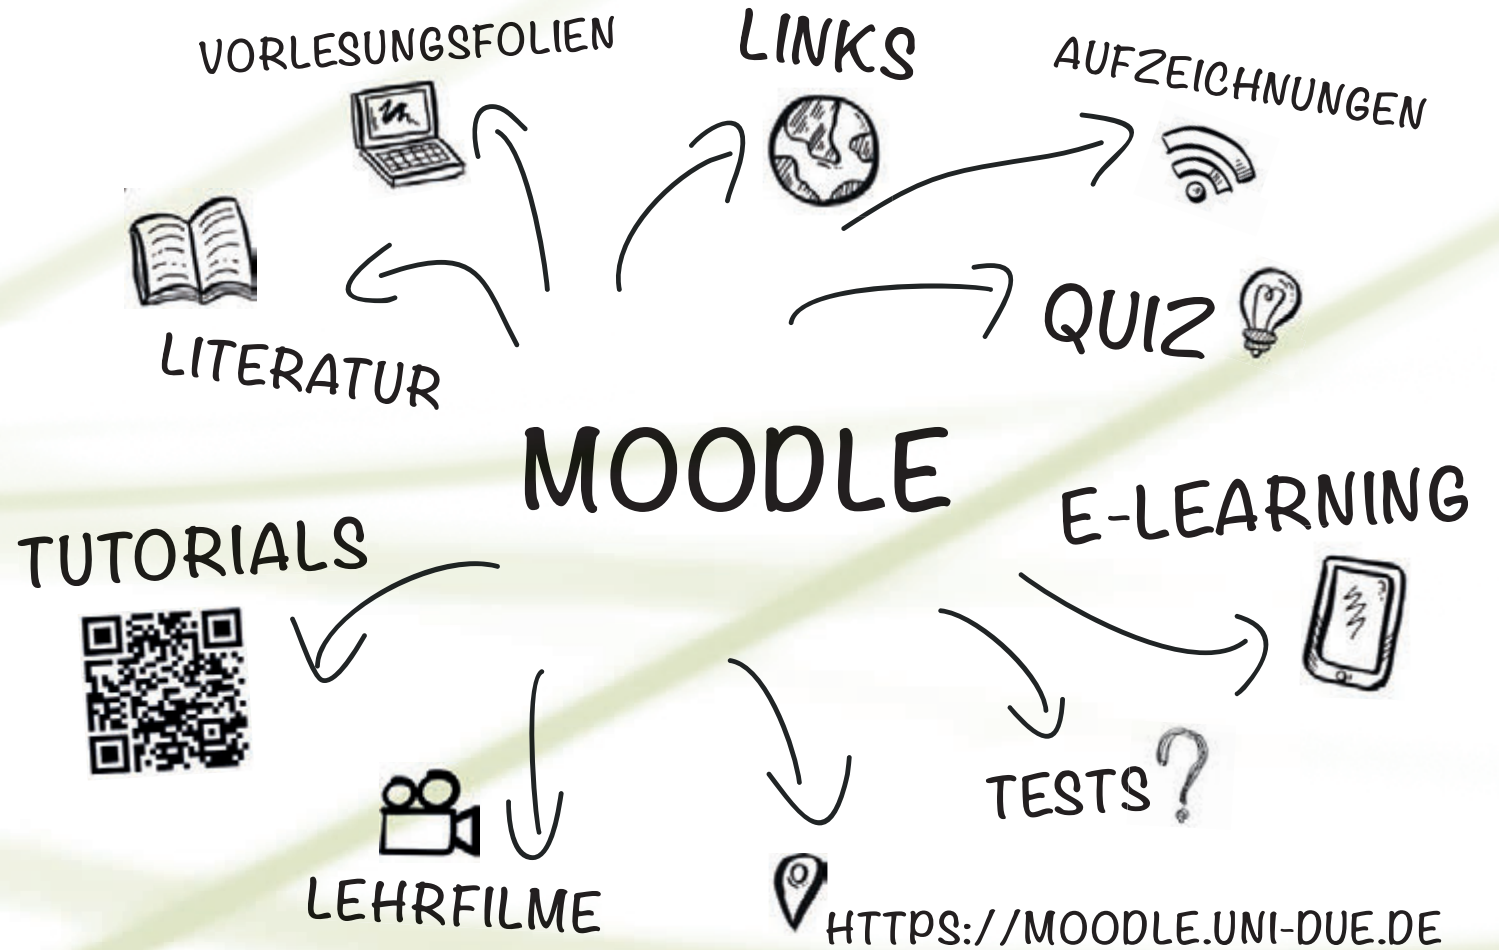 VORLESUNGSFOLIEN
LINKS
AUFZEICHNUNGEN
LITERATUR
QUIZ
MOODLE
E-LEARNING
TUTORIALS
TESTS
LEHRFILME
HTTPS://MOODLE.UNI-DUE.DE